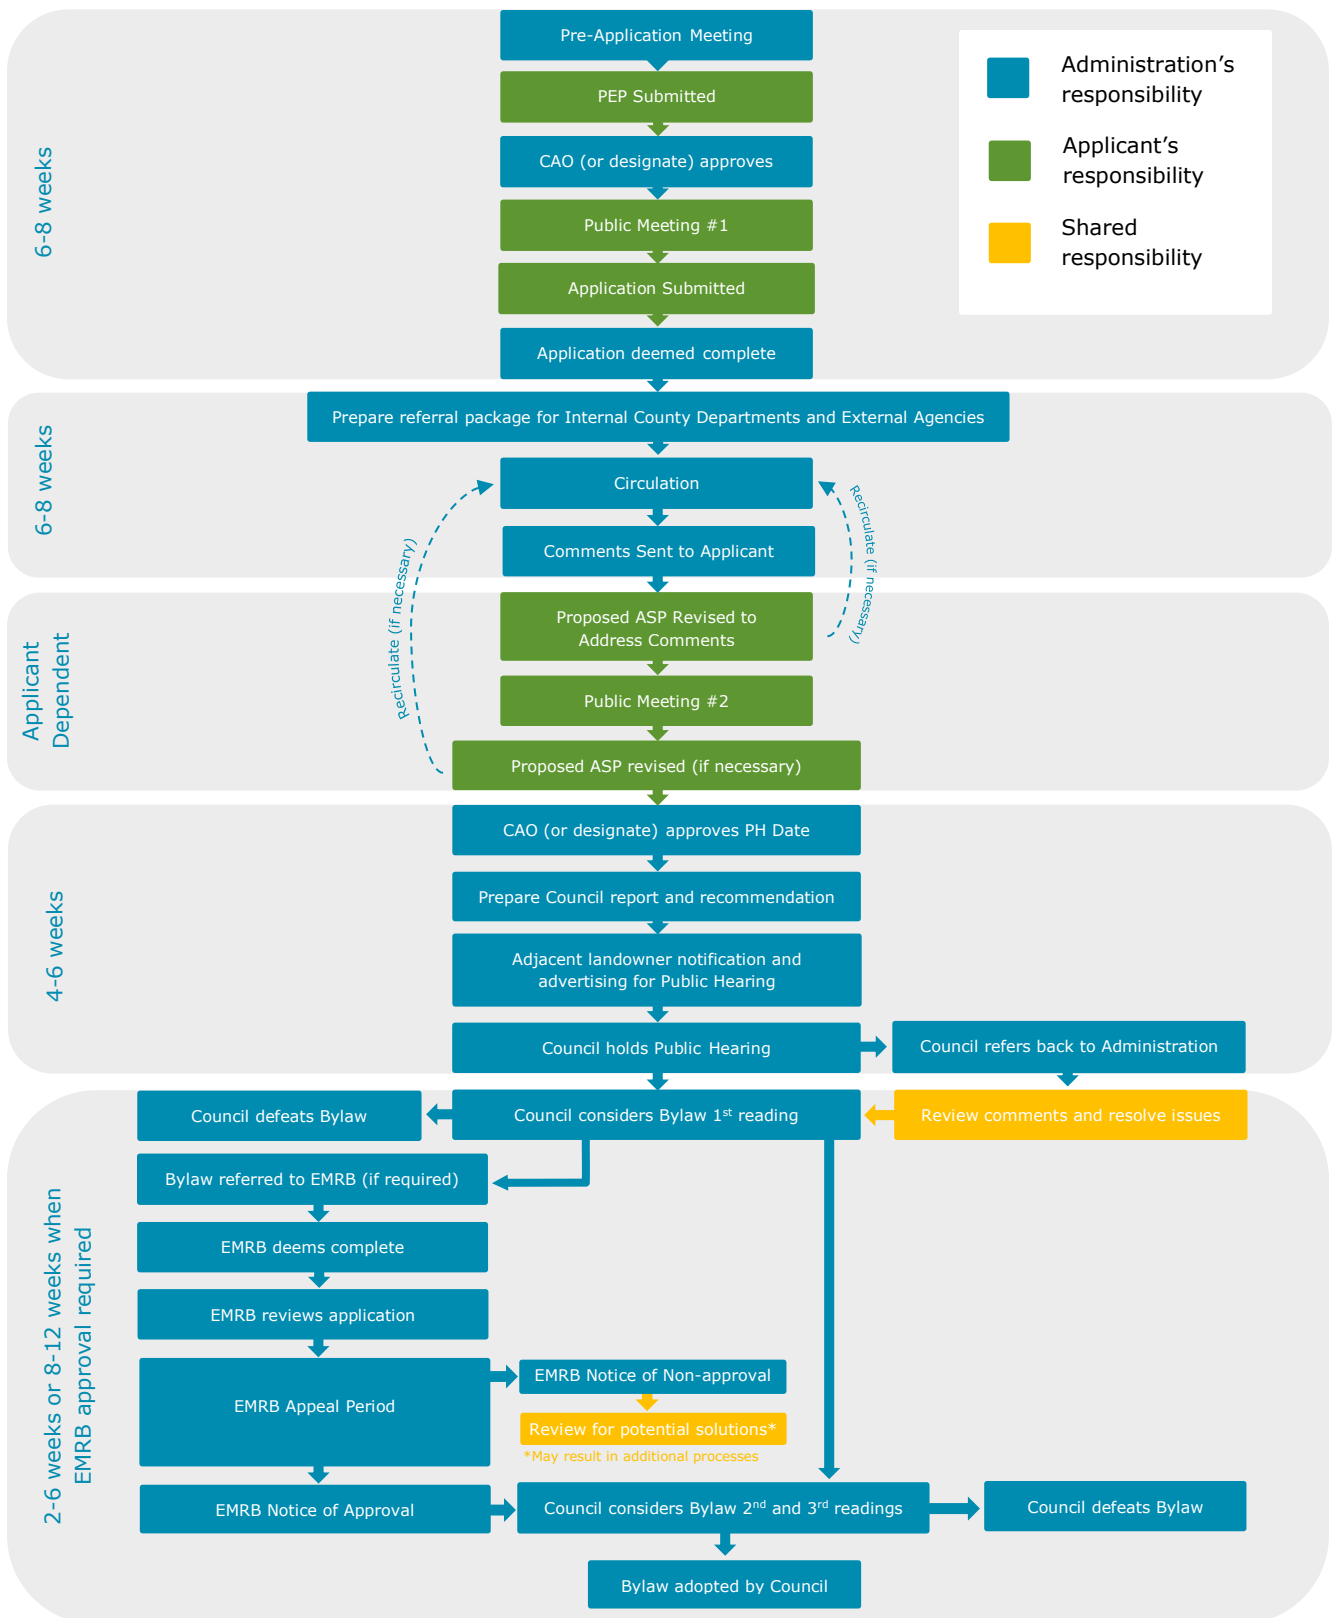 Pre-Application Meeting
PEP Submitted
CAO (or designate) approves
Public Meeting #1
Application Submitted
Application deemed complete
6-8 weeks
Administration's
responsibility
Applicant's
responsibility
Shared
responsibility
Prepare referral package for Internal County Departments and External Agencies
Circulation
Comments Sent to Applicant
6-8 weeks
Recirculate (if necessary)
Recirculate (if necessary)
Proposed ASP Revised to
Address Comments
Public Meeting #2
Proposed ASP revised (if necessary)
Applicant
Dependent
CAO (or designate) approves PH Date
Prepare Council report and recommendation
Adjacent landowner notification and
advertising for Public Hearing
Council holds Public Hearing
Council refers back to Administration
4-6 weeks
Council defeats Bylaw
Council considers Bylaw 1st reading
Review comments and resolve issues
Bylaw referred to EMRB (if required)
EMRB deems complete
EMRB reviews application
EMRB Appeal Period
EMRB Notice of Non-approval
Review for potential solutions*
*May result in additional processes
EMRB Notice of Approval
Council considers Bylaw 2nd and 3rd readings
Council defeats Bylaw
Bylaw adopted by Council
2-6 weeks or 8-12 weeks when
EMRB approval required